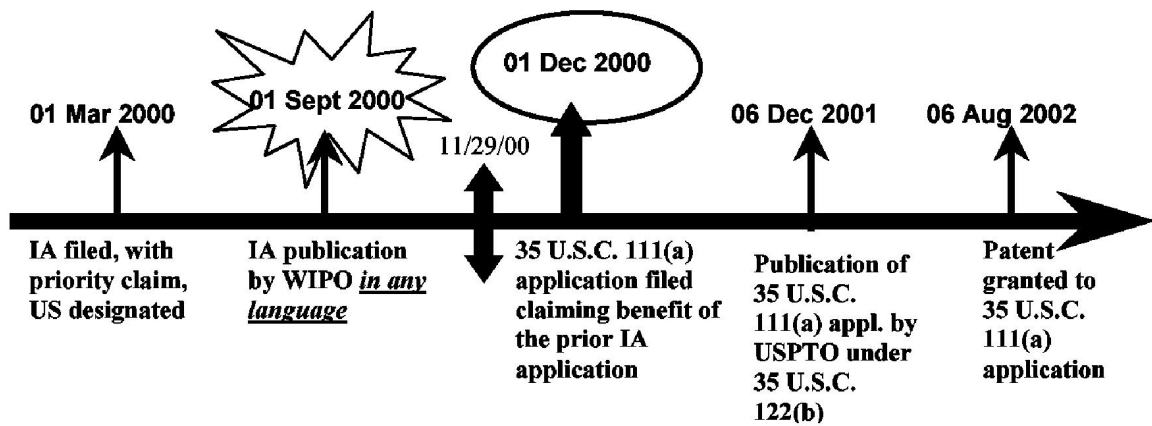 01 Mar 2000
01 Sept 2000
11/29/00
01 Dec 2000
06 Dec 2001
06 Aug 2002
IA filed, with
priority claim,
US designated
IA publication
by WIPO in any
language
35 U.S.C. 111(a)
application filed
claiming benefit of
the prior IA
application
Publication of
35 U.S.C.
111(a) appl. by
USPTO under
35 U.S.C.
122(b)
Patent
granted to
35 U.S.C.
111(a)
application